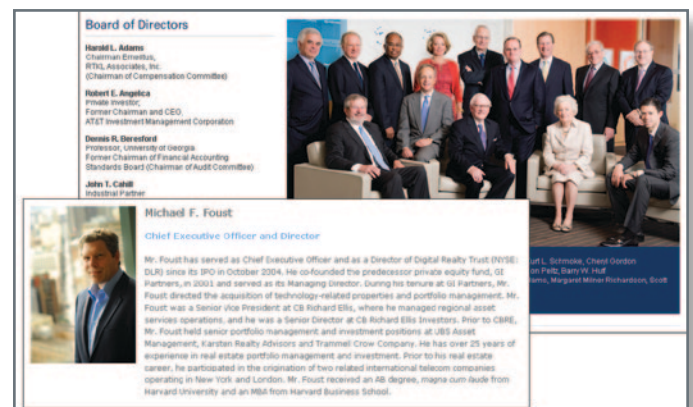 Board of Directors
Harold L. Adams
Chairman Emeritus,
RTKL Associates, Inc.
(Chairman of Compensation Committee)
Robert E. Angelica
Private Investor,
Former Chairman and CEO
AT&T Investment Management Corporation
Dennis R. Beresford
Professor, University of Georgia
Former Chairman of Financial Accounting
Standards Board (Chairman of Audit Committee)
John T. Cahill
Industrial Partner
urt L. Schmoke, Cheryl Gordon
on Peltz, Barry W. Huff
ams, Margaret Milner Richardson, Scott
Michael F. Foust
Chief Executive Officer and Director
Mr. Foust has served as Chief Executive Officer and as a Director of Digital Realty Trust (NYSE:
DLR) since its IPO in October 2004. He co-founded the predecessor private equity fund, GI
Partners, in 2001 and served as its Managing Director. During his tenure at GI Partners, Mr.
Foust directed the acquisition of technology-related properties and portfolio management. Mr.
Foust was a Senior Vice President at CB Richard Ellis, where he managed regional asset
services operations, and he was a Senior Director at CB Richard Ellis Investors. Prior to CBRE,
Mr. Foust held senior portfolio management and investment positions at UBS Asset
Management, Karsten Realty Advisors and Trammell Crow Company. He has over 25 years of
experience in real estate portfolio management and investment. Prior to his real estate
career, he participated in the origination of two related international telecom companies
operating in New York and London. Mr. Foust received an AB degree, magna cum laude from
Harvard University and an MBA from Harvard Business School.